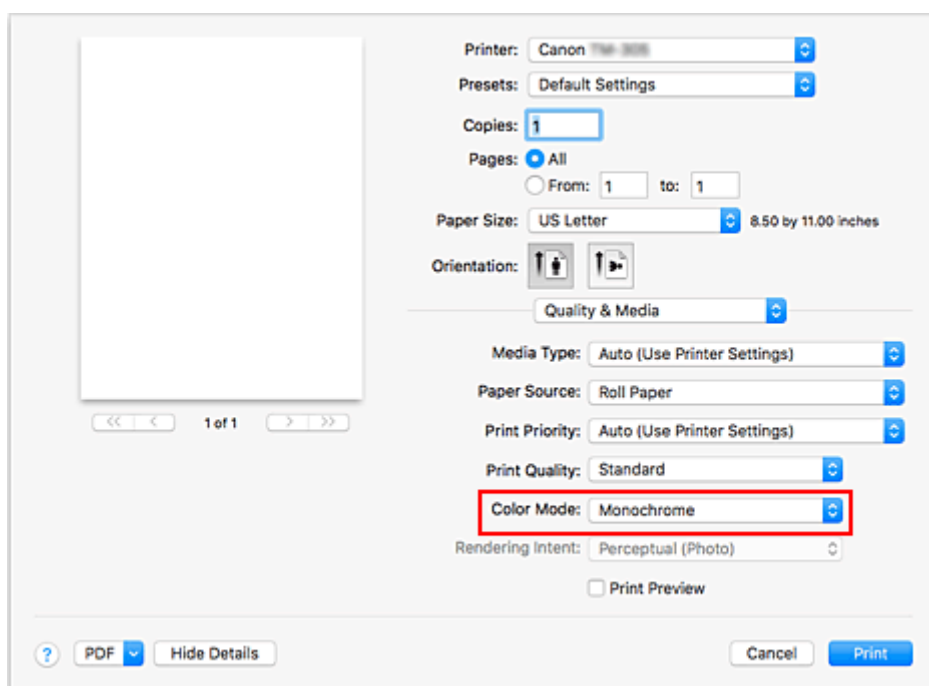 Printer: Canon
Presets: Default Settings
Copies: 1
Pages: All
From: 1 to: 1
Paper Size: US Letter 8.50 by 11.00 inches
Orientation:
Quality & Media
Media Type: Auto (Use Printer Settings)
Paper Source: Roll Paper
<< < 1 of 1 > >>
Print Priority: Auto (Use Printer Settings)
Print Quality: Standard
Color Mode: Monochrome
Rendering Intent: Perceptual (Photo)
Print Preview
? PDF Hide Details Cancel Print